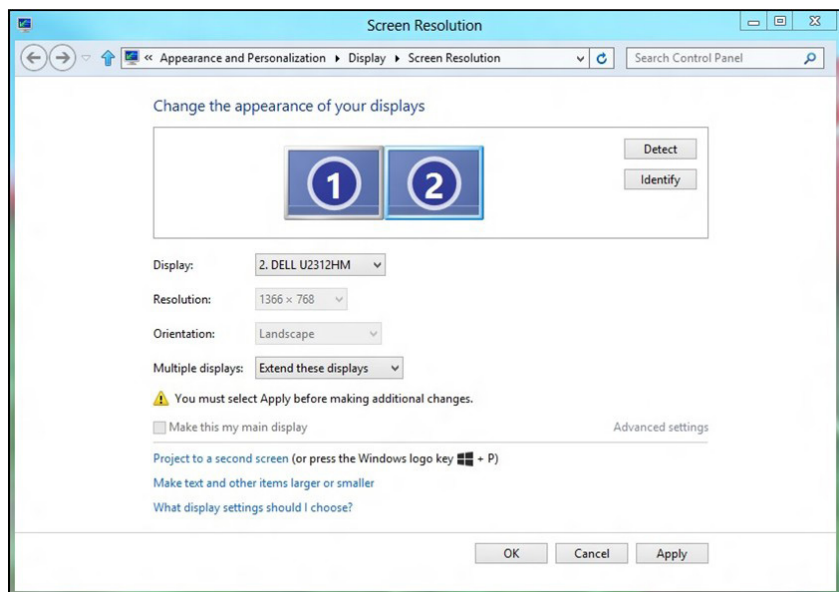 Screen Resolution
« Appearance and Personalization ▸ Display ▸ Screen Resolution
Search Control Panel
Change the appearance of your displays
1 2
Detect
Identify
Display: 2. DELL U2312HM
Resolution: 1366 × 768
Orientation: Landscape
Multiple displays: Extend these displays
You must select Apply before making additional changes.
Make this my main display
Advanced settings
Project to a second screen (or press the Windows logo key + P)
Make text and other items larger or smaller
What display settings should I choose?
OK Cancel Apply